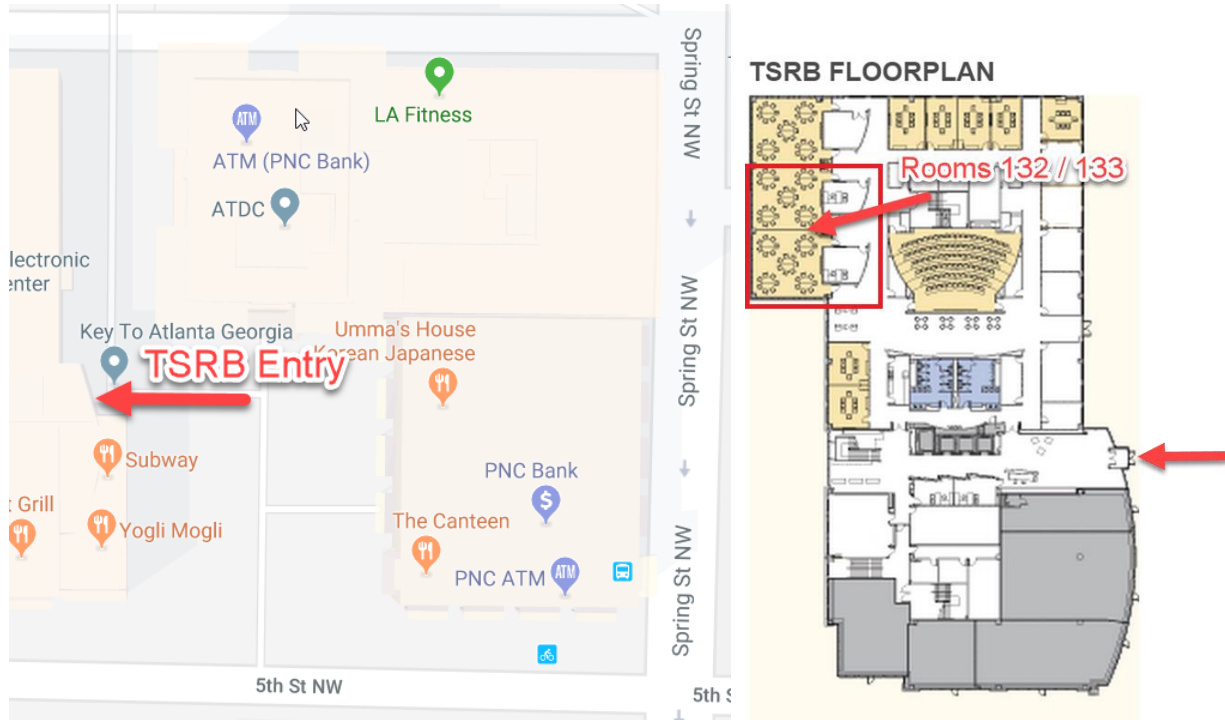 Spring St NW
LA Fitness
ATM
ATM (PNC Bank)
ATDC
lectronic
enter
Key To Atlanta Georgia
TSRB Entry
Umma's House
Korean Japanese
Spring St NW
Subway
PNC Bank
$
t Grill
Yogli Mogli
The Canteen
PNC ATM
ATM
Spring St NW
5th St NW
5th S
TSRB FLOORPLAN
Rooms 132 / 133